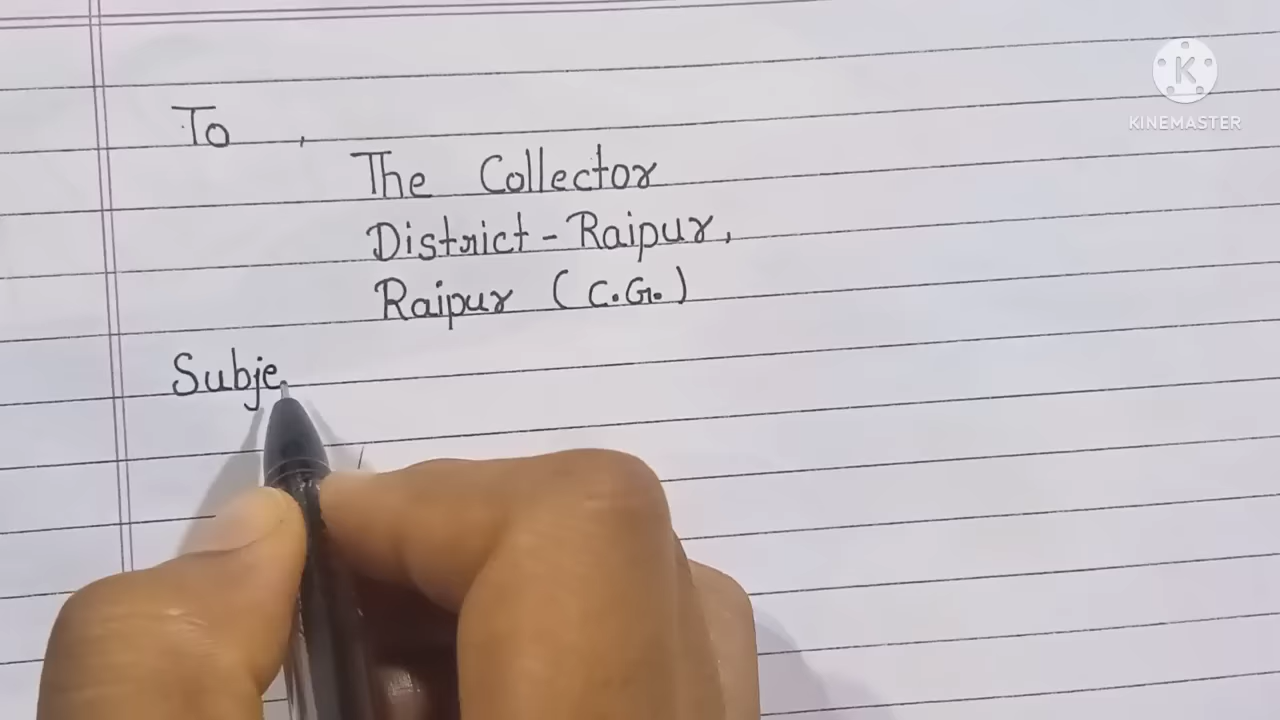 To,
The Collector
District - Raipur,
Raipur (C.G.)
Subje
KINEMASTER